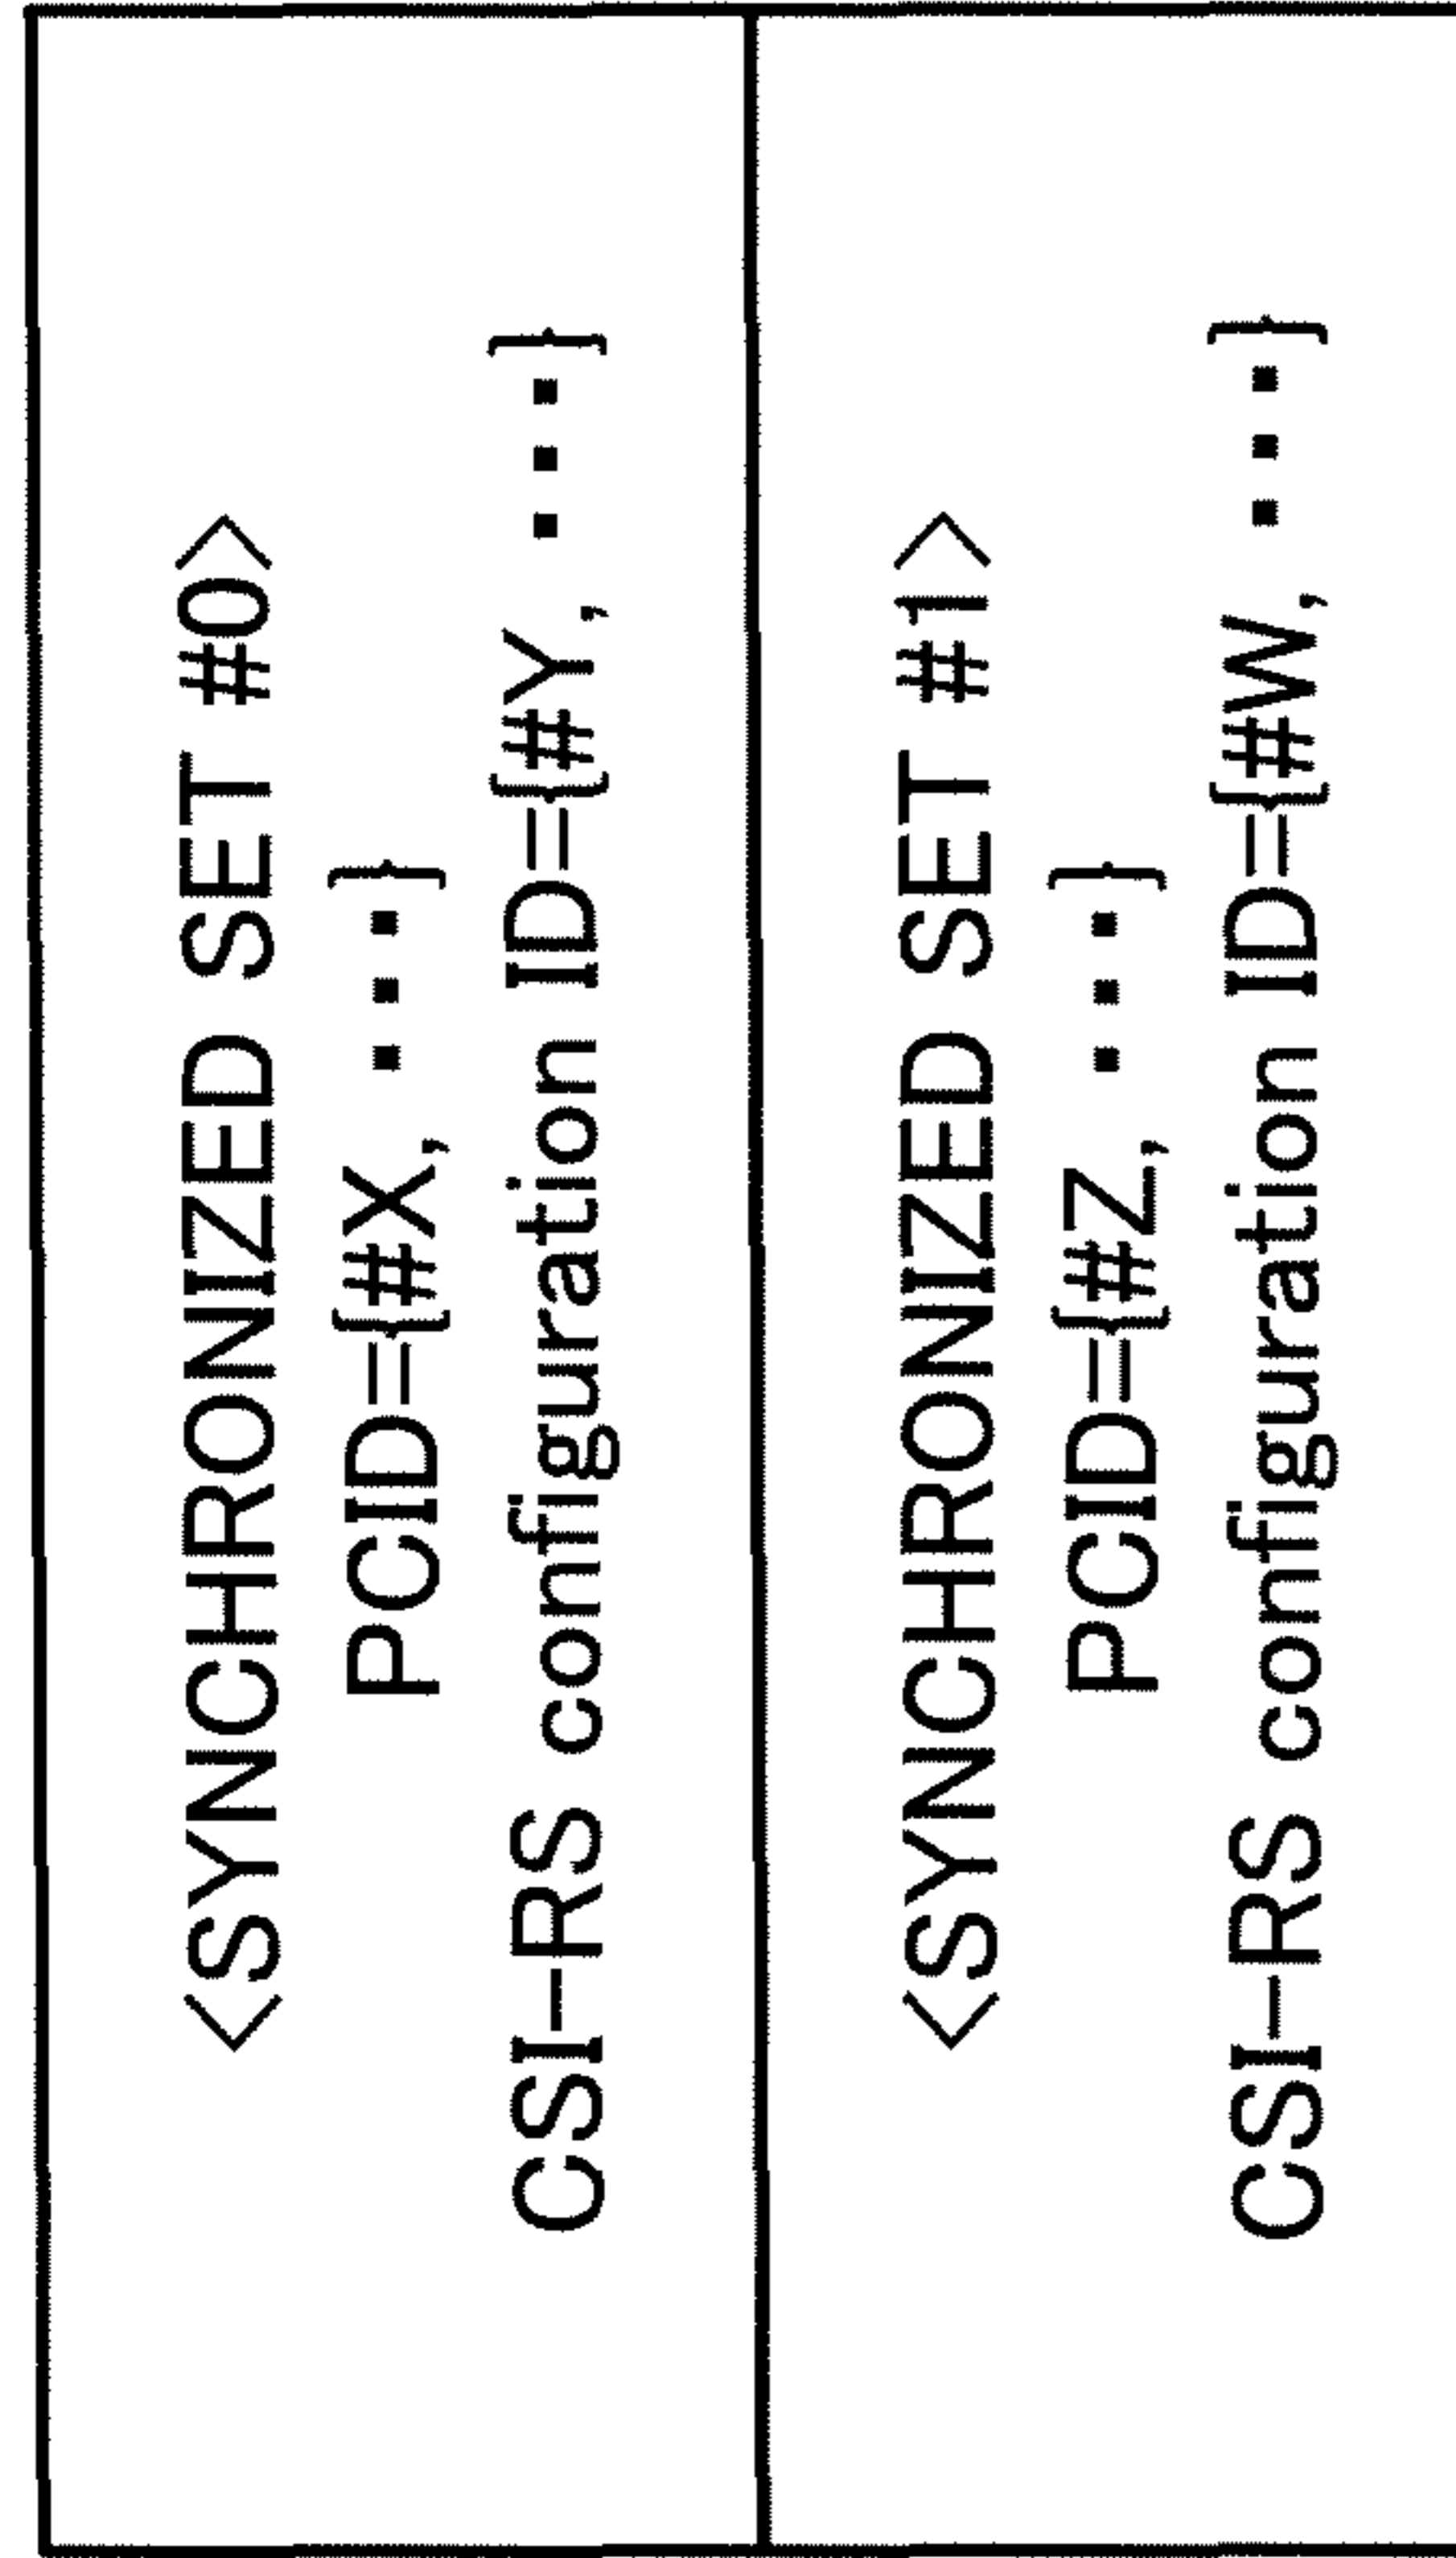 <SYNCHRONIZED SET #0>
PCID={#X, ▪ ▪ ▪}
CSI−RS configuration ID={#Y, ▪ ▪ ▪}
<SYNCHRONIZED SET #1>
PCID={#Z, ▪ ▪ ▪}
CSI−RS configuration ID={#W, ▪ ▪ ▪}